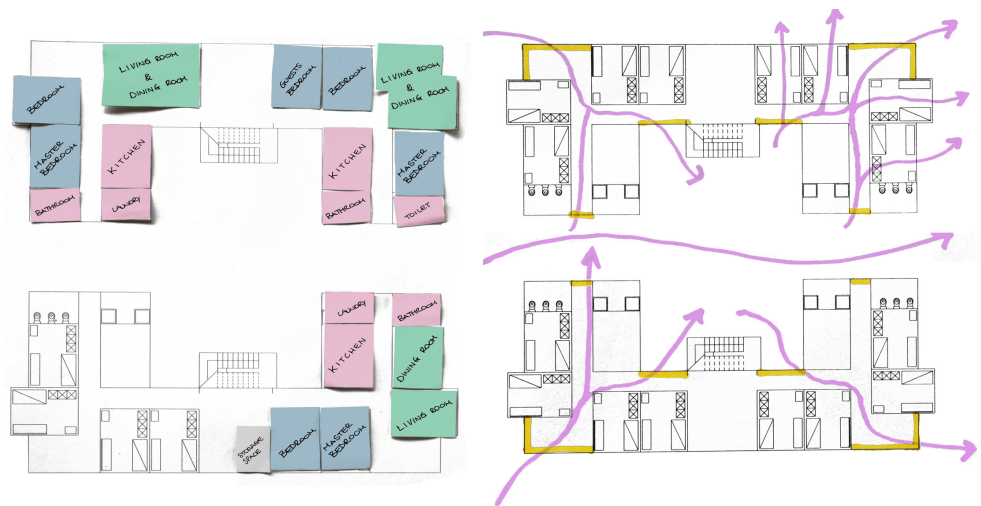 LIVING ROOM
&
DINING ROOM
GUESTS
BEDROOM
BEDROOM
LIVING ROOM
&
DINING ROOM
BEDROOM
MASTER
BEDROOM
KITCHEN
KITCHEN
MASTER
BEDROOM
BATHROOM
LAUNDRY
BATHROOM
TOILET
LAUNDRY
BATHROOM
KITCHEN
DINING ROOM
LIVING ROOM
STORAGE
SPACE
BEDROOM
MASTER
BEDROOM